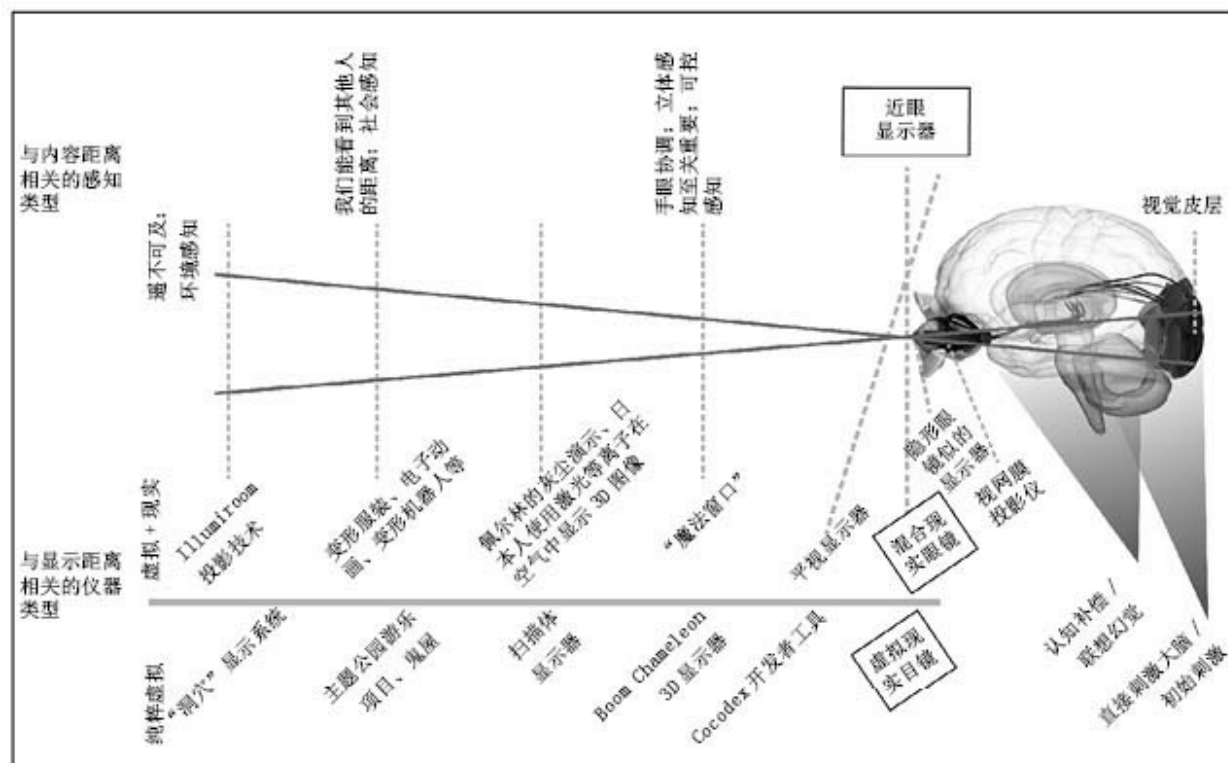 与内容距离
相关的感知
类型
遥不可及；
环境感知
我们能看到其他人
的距离；社会感知
手眼协调；立体感
知至关重要；可控
感知
近眼
显示器
视觉皮层
与显示距离
相关的仪器
类型
虚拟+现实
Illumiroom
投影技术
变形服装、电子动
画、变形机器人等
佩尔林的灰尘演示、日
本人使用激光等离子在
空气中显示 3D 图像
“魔法窗口”
平视显示器
混合现
实眼镜
隐形眼
镜似的
显示器
视网膜
投影仪
纯粹虚拟
“洞穴”显示系统
主题公园游乐
项目、鬼屋
扫描体
显示器
Boom Chameleon
3D 显示器
Cocodex 开发者工具
虚拟现
实目镜
认知补偿/
联想幻觉
直接刺激大脑/
初始刺激